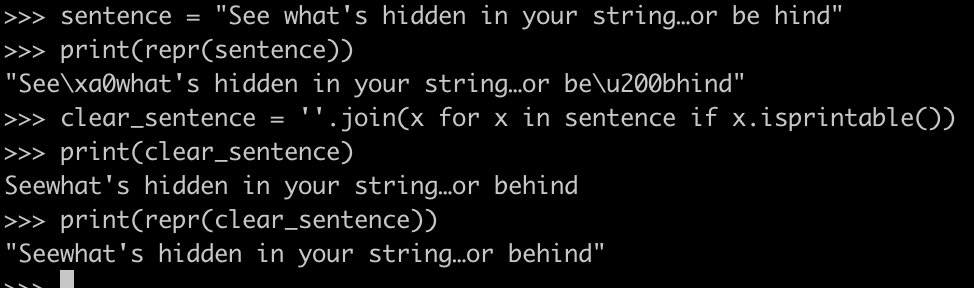 >>> sentence = "See what's hidden in your string…or be hind"
>>> print(repr(sentence))
"See\xa0what's hidden in your string…or be\u200bhind"
>>> clear_sentence = ''.join(x for x in sentence if x.isprintable())
>>> print(clear_sentence)
Seewhat's hidden in your string…or behind
>>> print(repr(clear_sentence))
"Seewhat's hidden in your string…or behind"
>>>